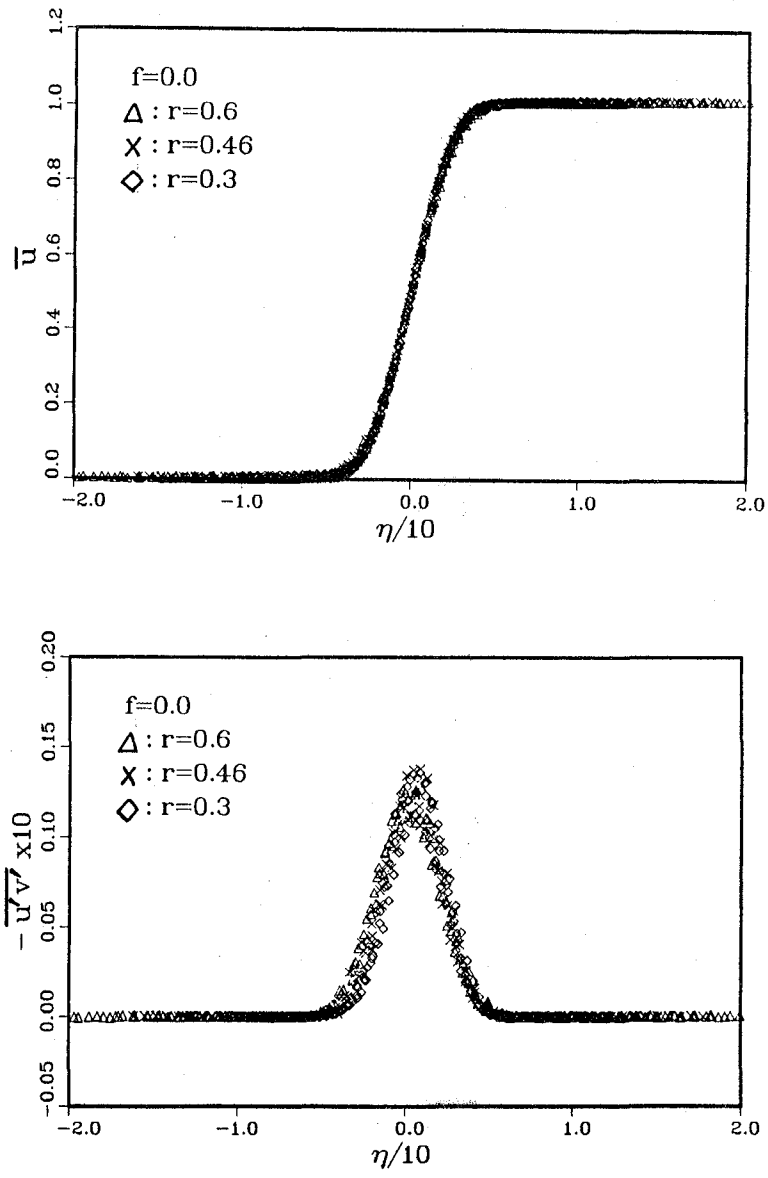 1.2
1.0
0.8
0.6
0.4
0.2
0.0
u̅
f=0.0
△ : r=0.6
× : r=0.46
◇ : r=0.3
−2.0 −1.0 0.0 1.0 2.0
η/10
0.20
0.15
0.10
0.05
0.00
−0.05
− u̅′v̅′ x10
f=0.0
△ : r=0.6
× : r=0.46
◇ : r=0.3
−2.0 −1.0 0.0 1.0 2.0
η/10